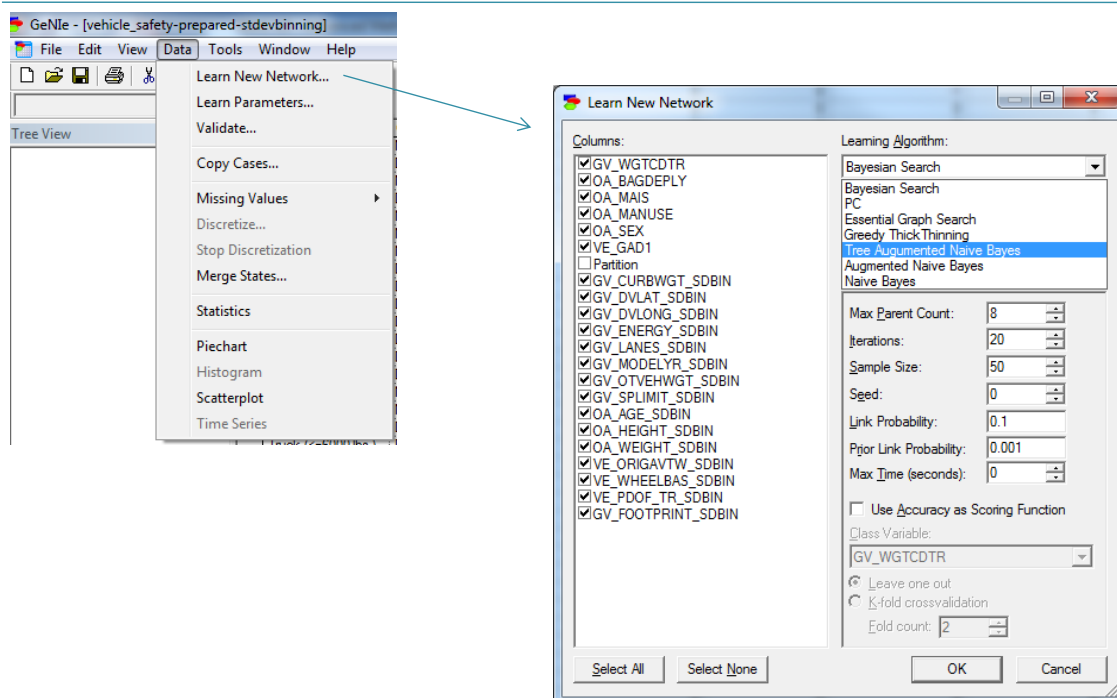 GeNIe - [vehicle_safety-prepared-stdevbinning]
File Edit View Data Tools Window Help
Tree View
Learn New Network...
Learn Parameters...
Validate...
Copy Cases...
Missing Values
Discretize...
Stop Discretization
Merge States...
Statistics
Piechart
Histogram
Scatterplot
Time Series
Learn New Network
Columns:
GV_WGTCDTR
OA_BAGDEPLY
OA_MAIS
OA_MANUSE
OA_SEX
VE_GAD1
Partition
GV_CURBWGT_SDBIN
GV_DVLAT_SDBIN
GV_DVLONG_SDBIN
GV_ENERGY_SDBIN
GV_LANES_SDBIN
GV_MODELYR_SDBIN
GV_OTVEHWGT_SDBIN
GV_SPLIMIT_SDBIN
OA_AGE_SDBIN
OA_HEIGHT_SDBIN
OA_WEIGHT_SDBIN
VE_ORIGAVTW_SDBIN
VE_WHEELBAS_SDBIN
VE_PDOF_TR_SDBIN
GV_FOOTPRINT_SDBIN
Select All Select None
Learning Algorithm:
Bayesian Search
Bayesian Search
PC
Essential Graph Search
Greedy ThickThinning
Tree Augumented Naive Bayes
Augmented Naive Bayes
Naive Bayes
Max Parent Count: 8
Iterations: 20
Sample Size: 50
Seed: 0
Link Probability: 0.1
Prior Link Probability: 0.001
Max Time (seconds): 0
Use Accuracy as Scoring Function
Class Variable:
GV_WGTCDTR
Leave one out
K-fold crossvalidation
Fold count: 2
OK Cancel